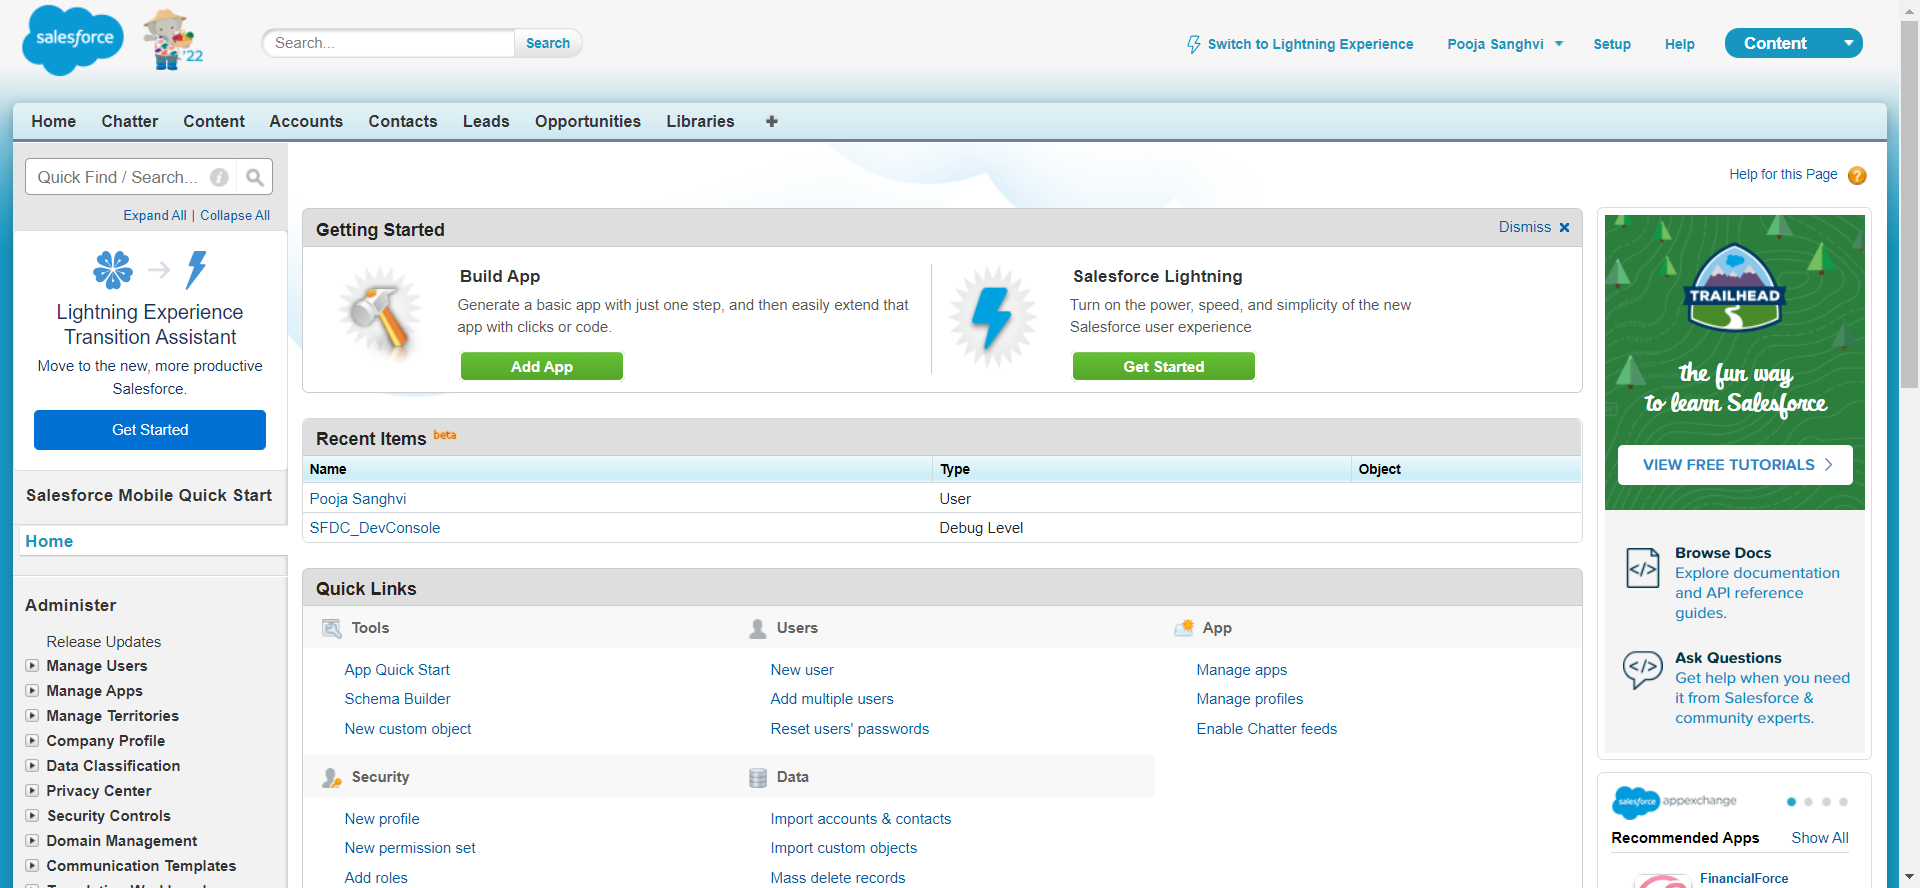 salesforce
'22
Search...
Search
Switch to Lightning Experience
Pooja Sanghvi
Setup
Help
Content
Home
Chatter
Content
Accounts
Contacts
Leads
Opportunities
Libraries
Quick Find / Search...
Expand All | Collapse All
Lightning Experience
Transition Assistant
Move to the new, more productive
Salesforce.
Get Started
Salesforce Mobile Quick Start
Home
Administer
Release Updates
Manage Users
Manage Apps
Manage Territories
Company Profile
Data Classification
Privacy Center
Security Controls
Domain Management
Communication Templates
Help for this Page
Getting Started
Dismiss
Build App
Generate a basic app with just one step, and then easily extend that
app with clicks or code.
Add App
Salesforce Lightning
Turn on the power, speed, and simplicity of the new
Salesforce user experience
Get Started
Recent Items beta
Name
Type
Object
Pooja Sanghvi
User
SFDC_DevConsole
Debug Level
Quick Links
Tools
App Quick Start
Schema Builder
New custom object
Users
New user
Add multiple users
Reset users' passwords
App
Manage apps
Manage profiles
Enable Chatter feeds
Security
New profile
New permission set
Add roles
Data
Import accounts & contacts
Import custom objects
Mass delete records
TRAILHEAD
the fun way
to learn Salesforce
VIEW FREE TUTORIALS
Browse Docs
Explore documentation
and API reference
guides.
Ask Questions
Get help when you need
it from Salesforce &
community experts.
salesforce appexchange
Recommended Apps
Show All
FinancialForce